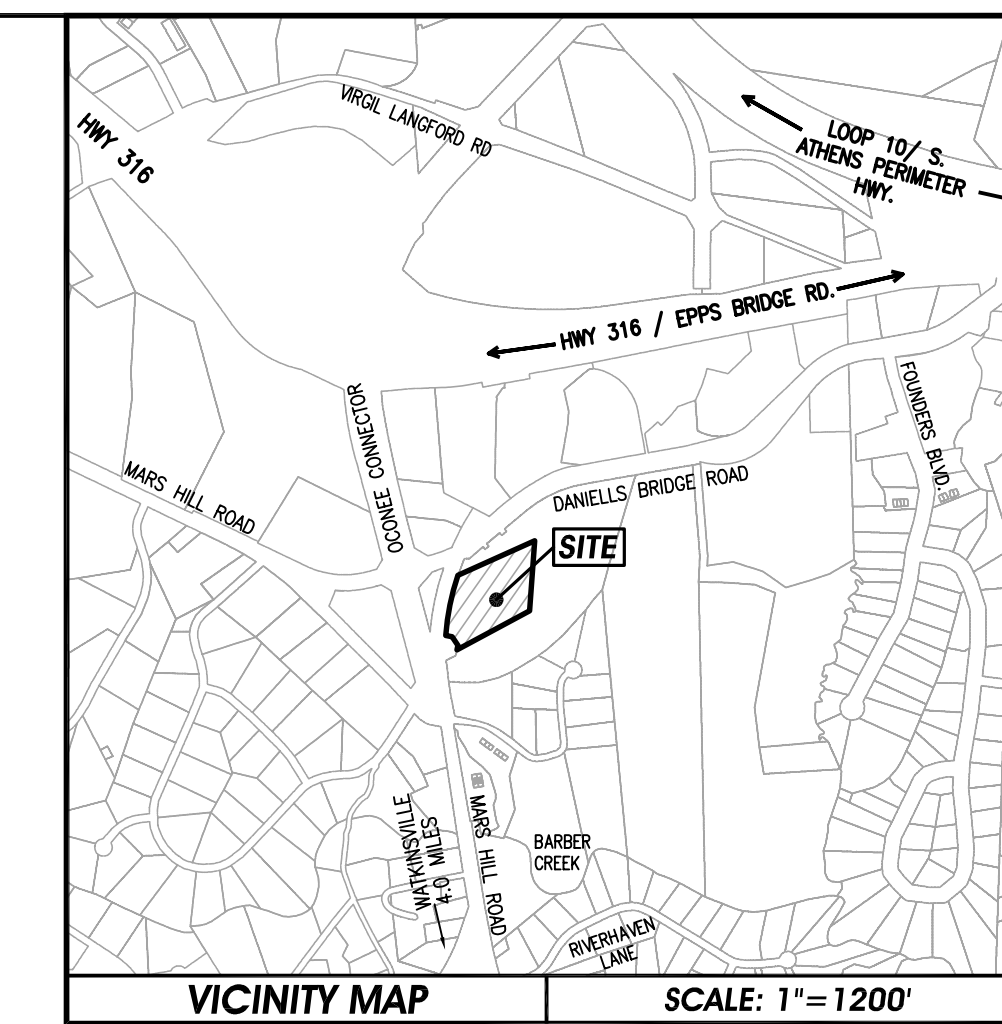 VIRGIL LANGFORD RD
HWY 316
LOOP 10/ S.
ATHENS PERIMETER
HWY.
HWY 316 / EPPS BRIDGE RD.
FOUNDERS BLVD.
OCONEE CONNECTOR
MARS HILL ROAD
DANIELLS BRIDGE ROAD
SITE
WATKINSVILLE
4.0 MILES
MARS HILL ROAD
BARBER
CREEK
RIVERHAVEN
LANE
VICINITY MAP
SCALE: 1"=1200'